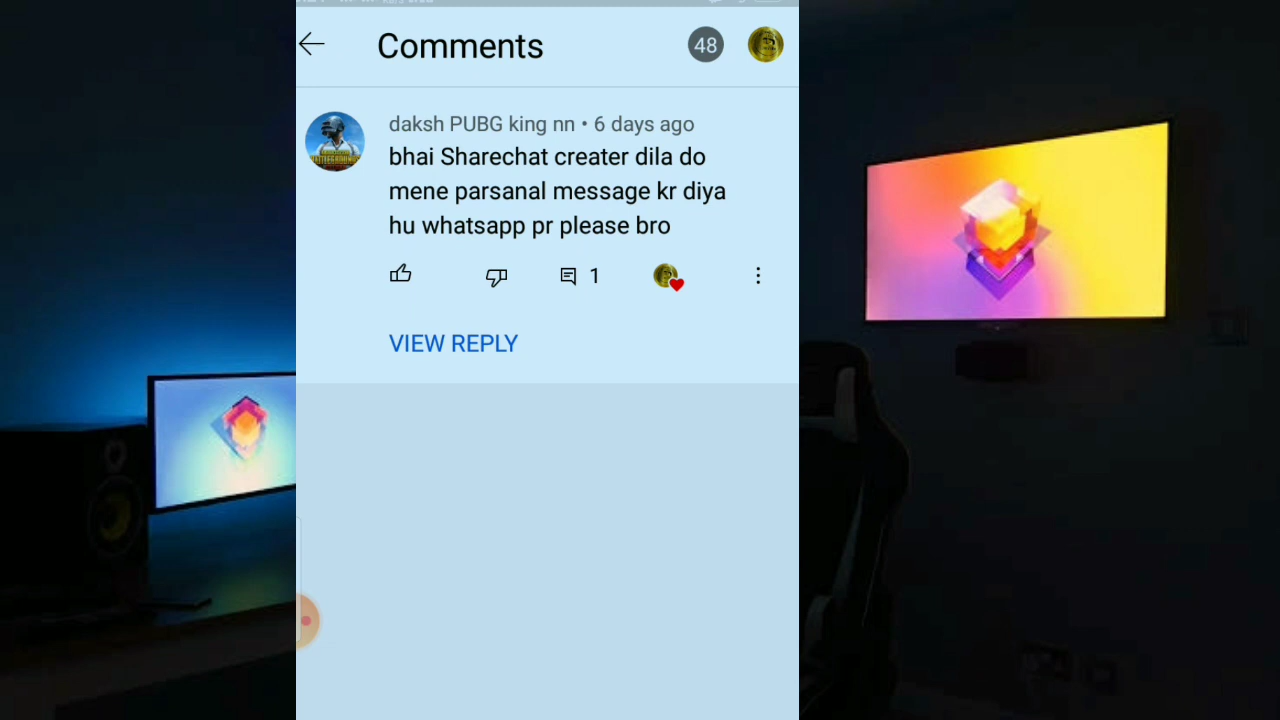 Comments
48
daksh PUBG king nn • 6 days ago
bhai Sharechat creater dila do
mene parsanal message kr diya
hu whatsapp pr please bro
1
VIEW REPLY